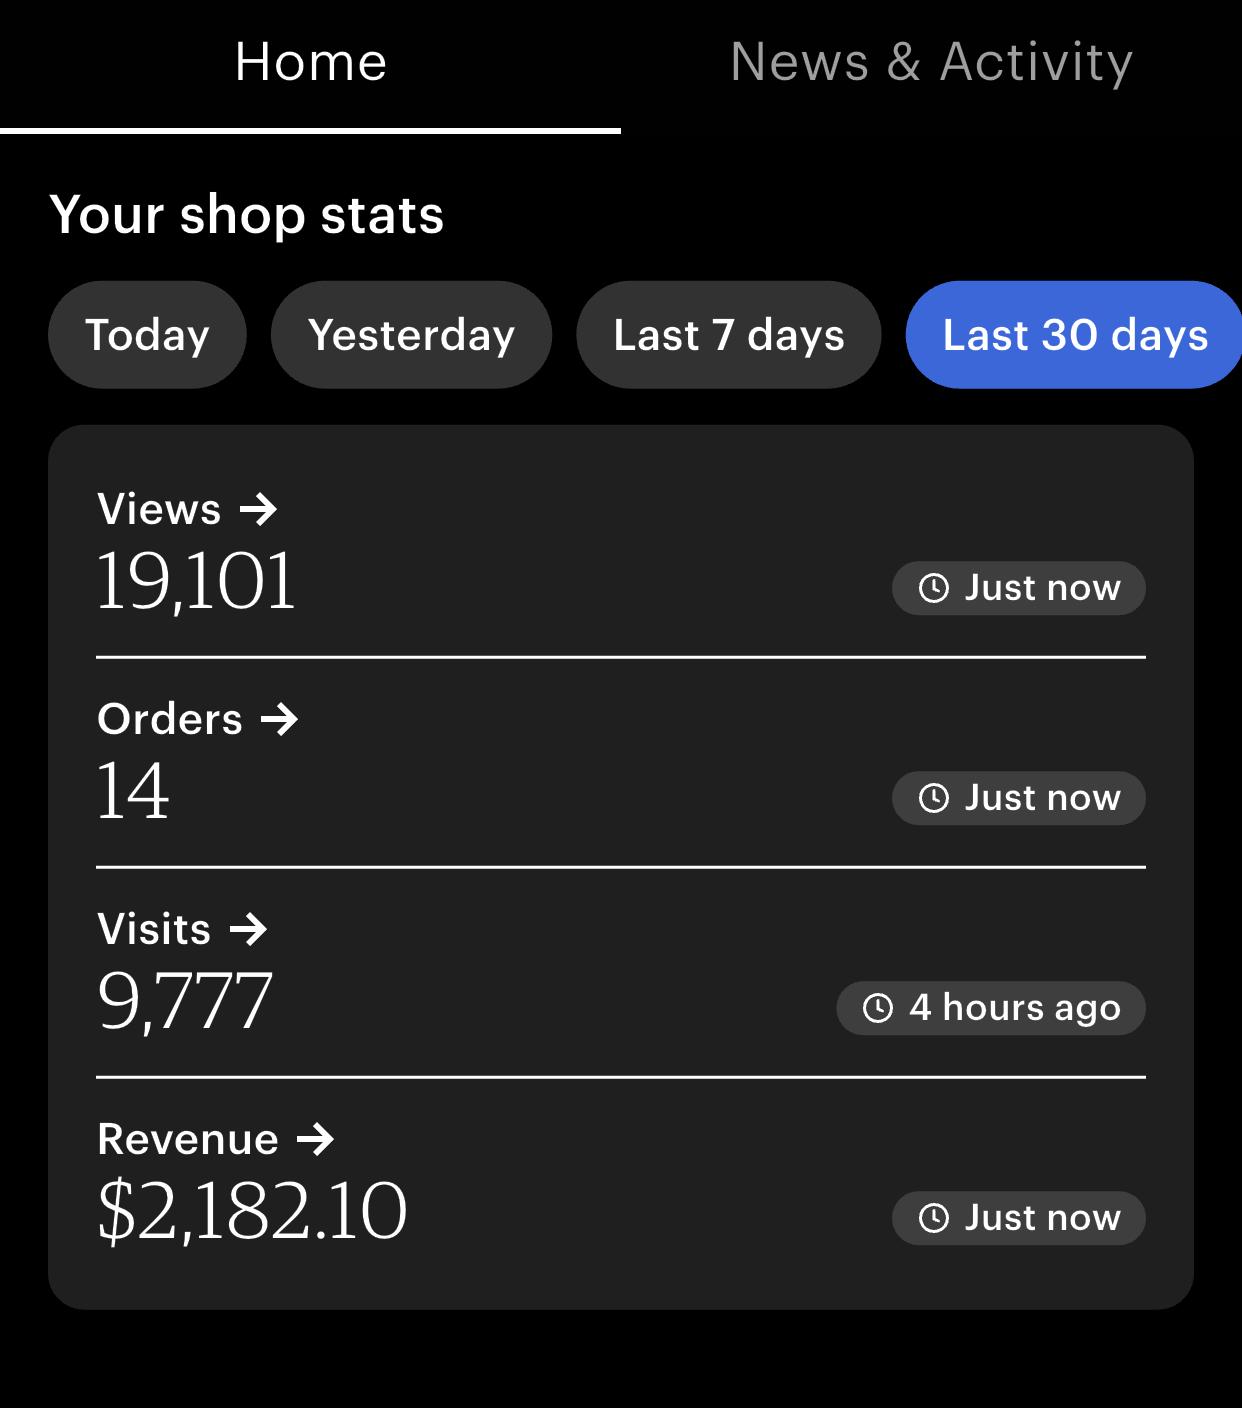 Home News & Activity
Your shop stats
Today Yesterday Last 7 days Last 30 days
Views →
19,101 Just now
Orders →
14 Just now
Visits →
9,777 4 hours ago
Revenue →
$2,182.10 Just now